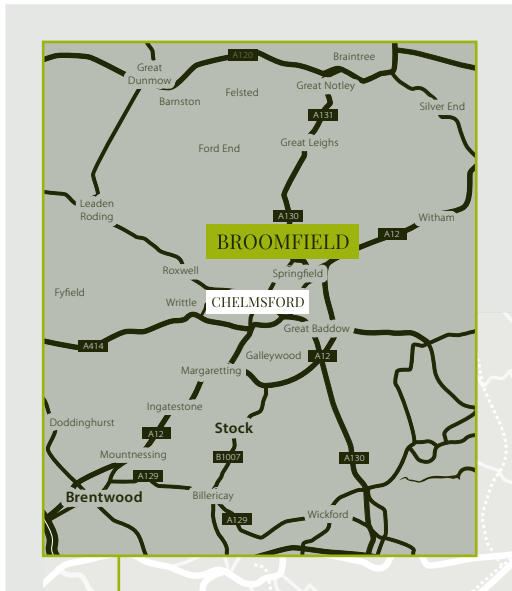 A120
Braintree
Great
Dunmow
Great Notley
Felsted
Barnston
Silver End
A131
Great Leighs
Ford End
Leaden
Roding
A130
Witham
A12
BROOMFIELD
Roxwell
Springfield
Fyfield
Writtle
CHELMSFORD
Great Baddow
A414
Galleywood
A12
Margaretting
Ingatestone
Doddinghurst
Stock
A12
Mountnessing
B1007
A130
A129
Brentwood
Billericay
Wickford
A129